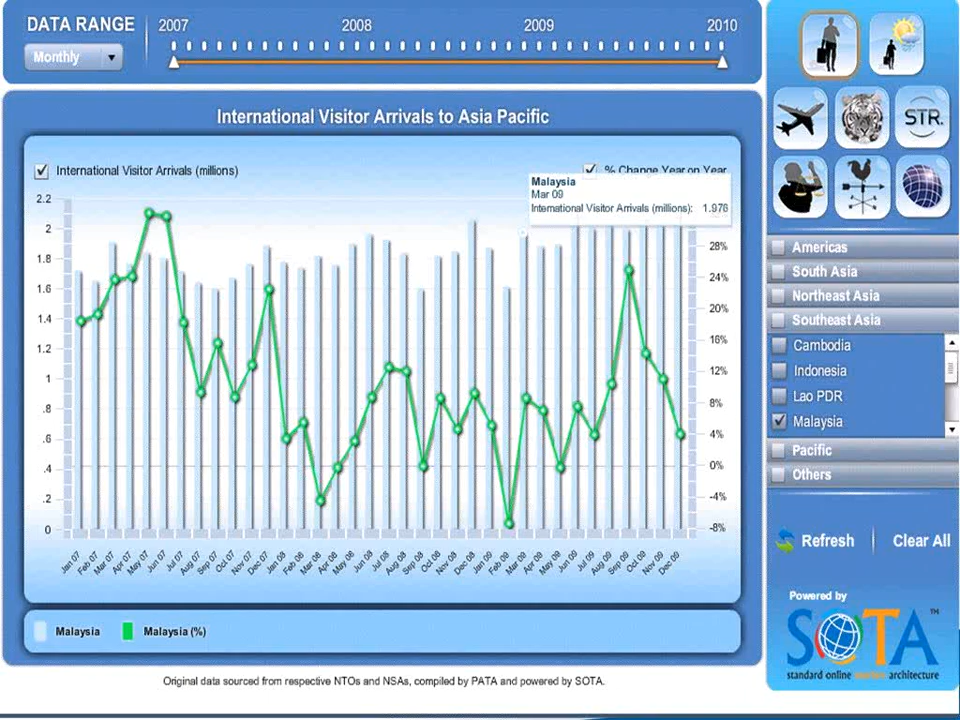 DATA RANGE
2007 2008 2009 2010
Monthly
International Visitor Arrivals to Asia Pacific
International Visitor Arrivals (millions)
% Change Year on Year
Malaysia
Mar 09
International Visitor Arrivals (millions): 1.976
2.2
2
1.8
1.6
1.4
1.2
1
.8
.6
.4
.2
0
28%
24%
20%
16%
12%
8%
4%
0%
-4%
-8%
Jan 07 Feb 07 Mar 07 Apr 07 May 07 Jun 07 Jul 07 Aug 07 Sep 07 Oct 07 Nov 07 Dec 07 Jan 08 Feb 08 Mar 08 Apr 08 May 08 Jun 08 Jul 08 Aug 08 Sep 08 Oct 08 Nov 08 Dec 08 Jan 09 Feb 09 Mar 09 Apr 09 May 09 Jun 09 Jul 09 Aug 09 Sep 09 Oct 09 Nov 09 Dec 09
Malaysia
Malaysia (%)
Original data sourced from respective NTOs and NSAs, compiled by PATA and powered by SOTA.
STR.
Americas
South Asia
Northeast Asia
Southeast Asia
Cambodia
Indonesia
Lao PDR
Malaysia
Pacific
Others
Refresh
Clear All
Powered by
SOTA™
standard online tourism architecture